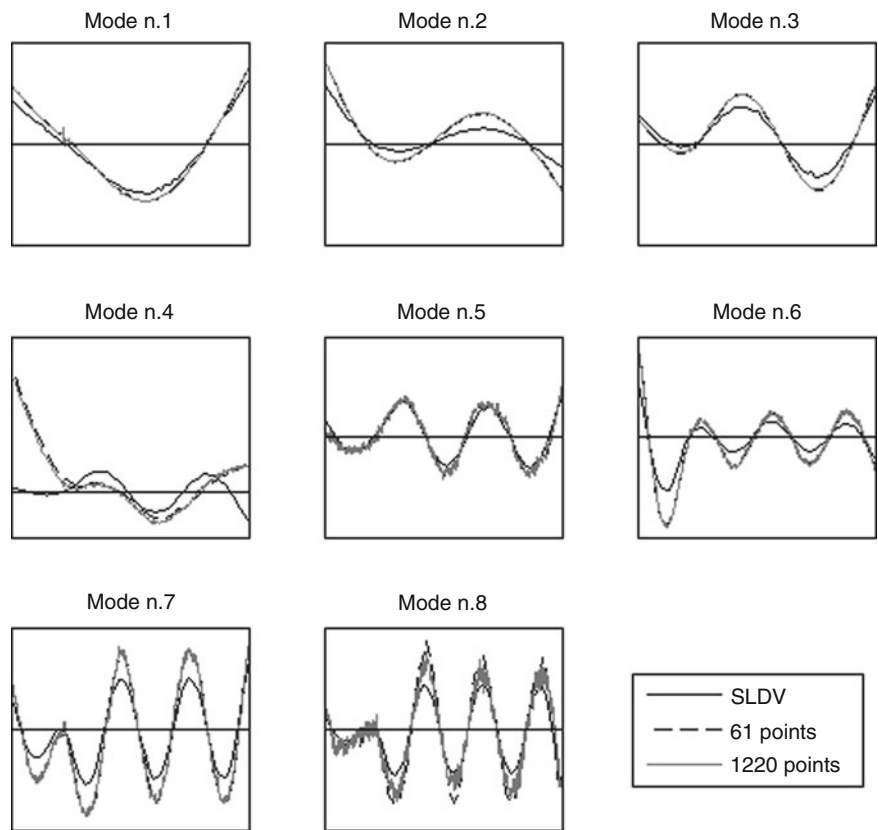 Mode n.1
Mode n.2
Mode n.3
Mode n.4
Mode n.5
Mode n.6
Mode n.7
Mode n.8
SLDV
61 points
1220 points